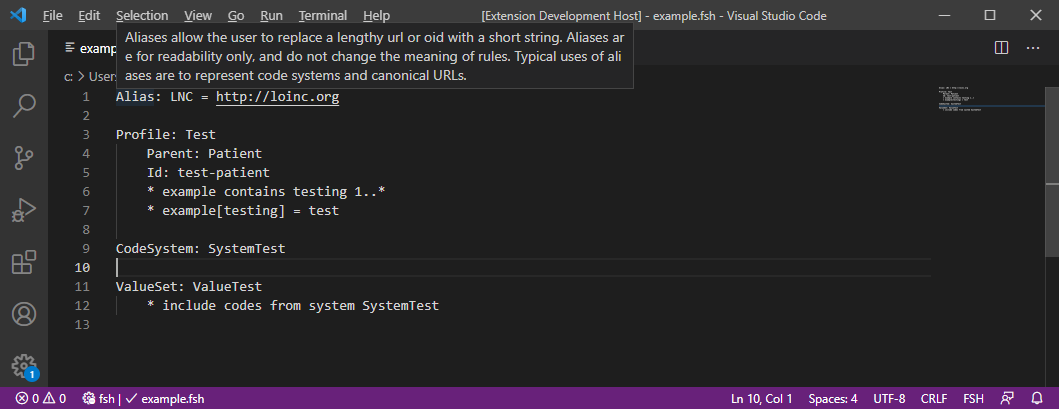 File Edit Selection View Go Run Terminal Help [Extension Development Host] - example.fsh - Visual Studio Code
Aliases allow the user to replace a lengthy url or oid with a short string. Aliases ar
e for readability only, and do not change the meaning of rules. Typical uses of ali
ases are to represent code systems and canonical URLs.
examp
c: > Users
1 Alias: LNC = http://loinc.org
2
3 Profile: Test
4 Parent: Patient
5 Id: test-patient
6 * example contains testing 1..*
7 * example[testing] = test
8
9 CodeSystem: SystemTest
10
11 ValueSet: ValueTest
12 * include codes from system SystemTest
13
1
0 0 fsh | ✓ example.fsh Ln 10, Col 1 Spaces: 4 UTF-8 CRLF FSH